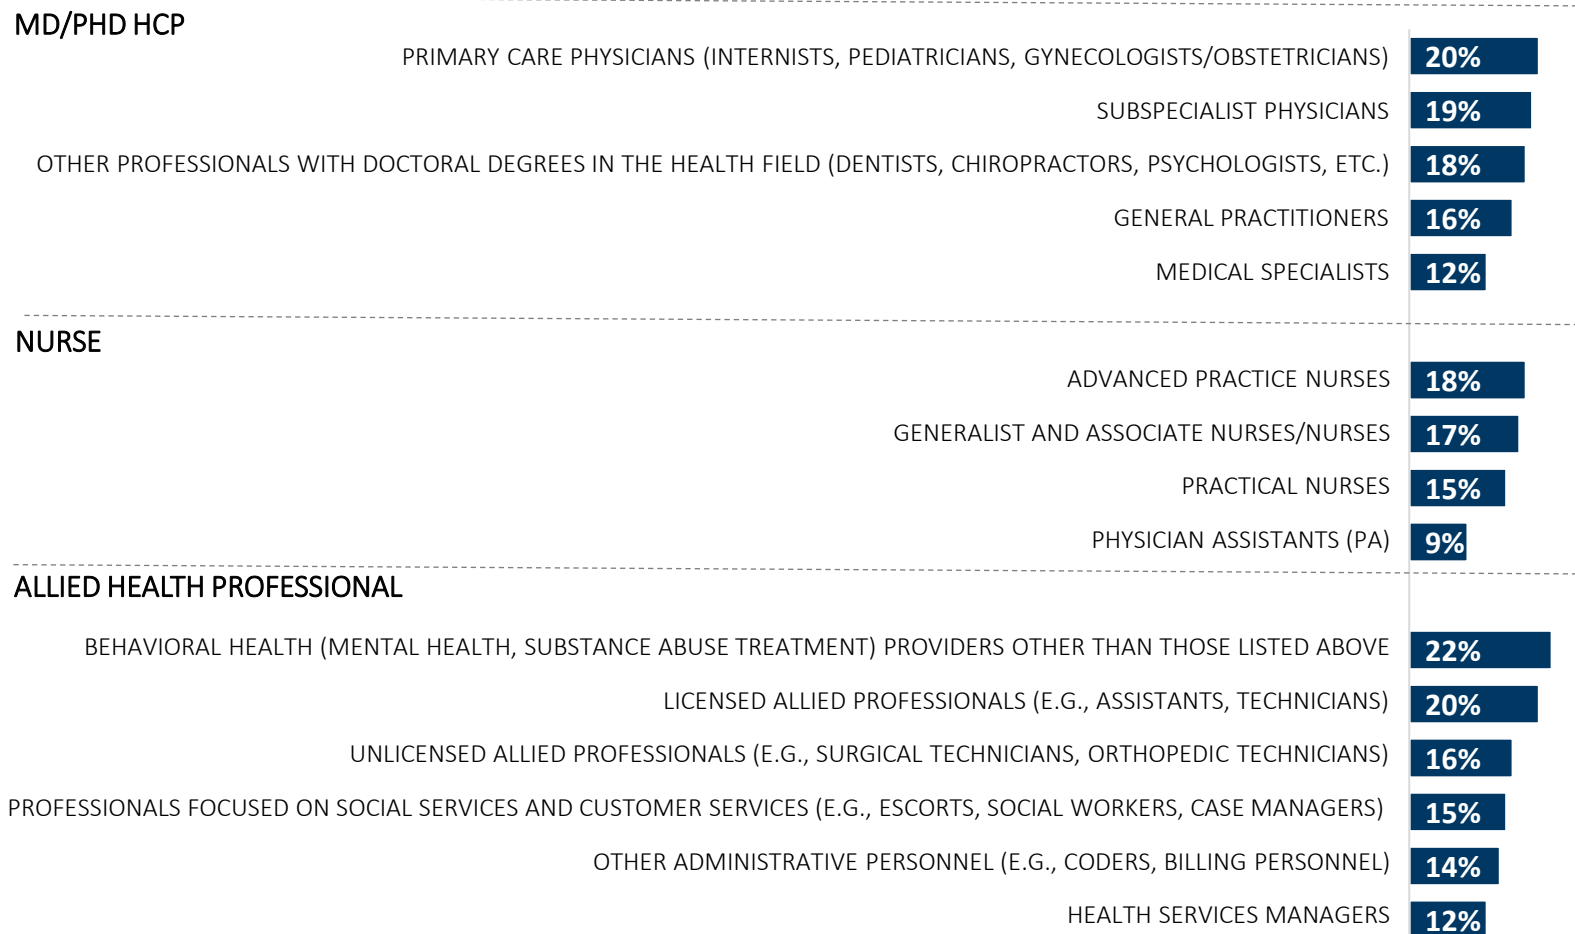 MD/PHD HCP
PRIMARY CARE PHYSICIANS (INTERNISTS, PEDIATRICIANS, GYNECOLOGISTS/OBSTETRICIANS) 20%
SUBSPECIALIST PHYSICIANS 19%
OTHER PROFESSIONALS WITH DOCTORAL DEGREES IN THE HEALTH FIELD (DENTISTS, CHIROPRACTORS, PSYCHOLOGISTS, ETC.) 18%
GENERAL PRACTITIONERS 16%
MEDICAL SPECIALISTS 12%
NURSE
ADVANCED PRACTICE NURSES 18%
GENERALIST AND ASSOCIATE NURSES/NURSES 17%
PRACTICAL NURSES 15%
PHYSICIAN ASSISTANTS (PA) 9%
ALLIED HEALTH PROFESSIONAL
BEHAVIORAL HEALTH (MENTAL HEALTH, SUBSTANCE ABUSE TREATMENT) PROVIDERS OTHER THAN THOSE LISTED ABOVE 22%
LICENSED ALLIED PROFESSIONALS (E.G., ASSISTANTS, TECHNICIANS) 20%
UNLICENSED ALLIED PROFESSIONALS (E.G., SURGICAL TECHNICIANS, ORTHOPEDIC TECHNICIANS) 16%
PROFESSIONALS FOCUSED ON SOCIAL SERVICES AND CUSTOMER SERVICES (E.G., ESCORTS, SOCIAL WORKERS, CASE MANAGERS) 15%
OTHER ADMINISTRATIVE PERSONNEL (E.G., CODERS, BILLING PERSONNEL) 14%
HEALTH SERVICES MANAGERS 12%